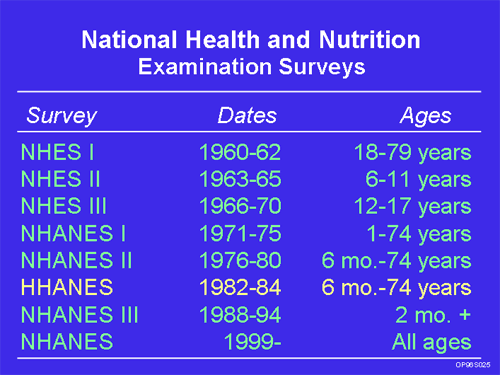 National Health and Nutrition
Examination Surveys
Survey Dates Ages
NHES I 1960-62 18-79 years
NHES II 1963-65 6-11 years
NHES III 1966-70 12-17 years
NHANES I 1971-75 1-74 years
NHANES II 1976-80 6 mo.-74 years
HHANES 1982-84 6 mo.-74 years
NHANES III 1988-94 2 mo. +
NHANES 1999- All ages
OP96S025